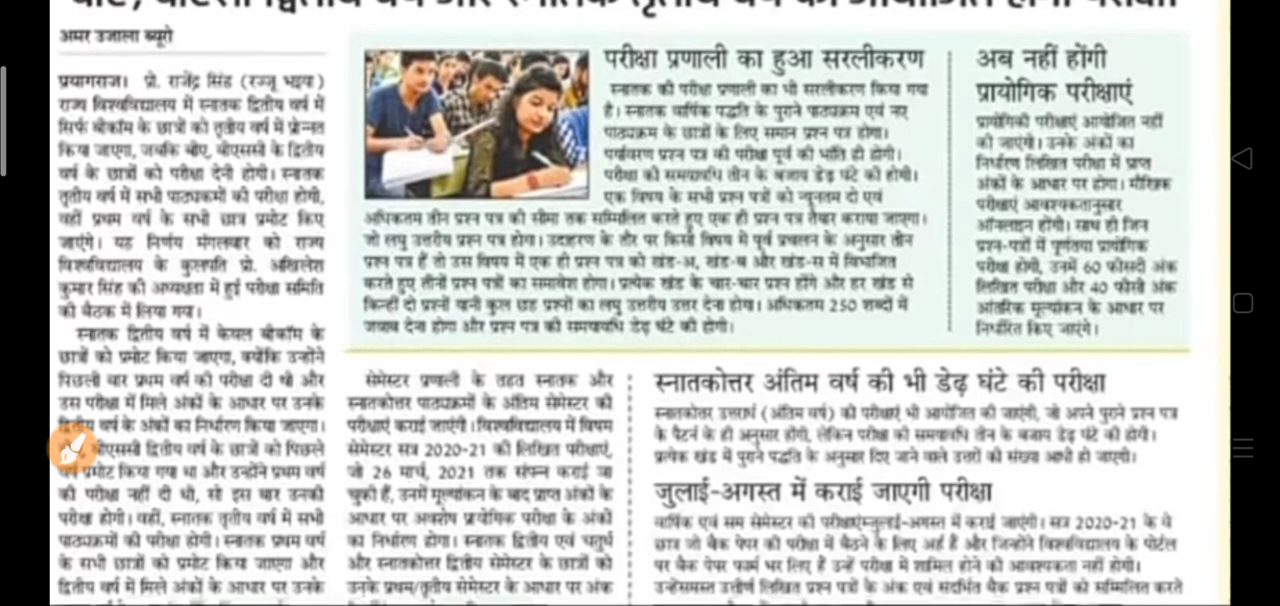 अमर उजाला ब्यूरो
प्रयागराज। प्रो. राजेंद्र सिंह (रज्जू भइया)
राज्य विश्वविद्यालय में स्नातक द्वितीय वर्ष में
सिर्फ बीकॉम के छात्रों को तृतीय वर्ष में प्रोन्नत
किया जाएगा, जबकि बीए, बीएससी के द्वितीय
वर्ष के छात्रों को परीक्षा देनी होगी। स्नातक
तृतीय वर्ष में सभी पाठ्यक्रमों की परीक्षा होगी,
वहीं प्रथम वर्ष के सभी छात्र प्रमोट किए
जाएंगे। यह निर्णय मंगलवार को राज्य
विश्वविद्यालय के कुलपति प्रो. अखिलेश
कुमार सिंह की अध्यक्षता में हुई परीक्षा समिति
की बैठक में लिया गया।
स्नातक द्वितीय वर्ष में केवल बीकॉम के
छात्रों को प्रमोट किया जाएगा, क्योंकि उन्होंने
पिछली बार प्रथम वर्ष की परीक्षा दी थी और
उस परीक्षा में मिले अंकों के आधार पर उनके
द्वितीय वर्ष के अंकों का निर्धारण किया जाएगा।
बीएससी द्वितीय वर्ष के छात्रों को पिछले
वर्ष प्रमोट किया गया था और उन्होंने प्रथम वर्ष
की परीक्षा नहीं दी थी, सो इस बार उनकी
परीक्षा होगी। वहीं, स्नातक तृतीय वर्ष में सभी
पाठ्यक्रमों की परीक्षा होगी। स्नातक प्रथम वर्ष
के सभी छात्रों को प्रमोट किया जाएगा और
द्वितीय वर्ष में मिले अंकों के आधार पर उनके
परीक्षा प्रणाली का हुआ सरलीकरण
स्नातक की परीक्षा प्रणाली का भी सरलीकरण किया गया
है। स्नातक वार्षिक पद्धति के पुराने पाठ्यक्रम एवं नए
पाठ्यक्रम के छात्रों के लिए समान प्रश्न पत्र होगा।
पर्यावरण प्रश्न पत्र की परीक्षा पूर्व की भांति ही होगी।
परीक्षा की समयावधि तीन के बजाय डेढ़ घंटे की होगी।
एक विषय के सभी प्रश्न पत्रों को न्यूनतम दो एवं
अधिकतम तीन प्रश्न पत्र की सीमा तक सम्मिलित करते हुए एक ही प्रश्न पत्र तैयार कराया जाएगा।
जो लघु उत्तरीय प्रश्न पत्र होगा। उदाहरण के तौर पर किसी विषय में पूर्व प्रचलन के अनुसार तीन
प्रश्न पत्र हैं तो उस विषय में एक ही प्रश्न पत्र को खंड-अ, खंड-ब और खंड-स में विभाजित
करते हुए तीनों प्रश्न पत्रों का समावेश होगा। प्रत्येक खंड के चार-चार प्रश्न होंगे और हर खंड से
किन्हीं दो प्रश्नों यानी कुल छह प्रश्नों का लघु उत्तरीय उत्तर देना होगा। अधिकतम 250 शब्दों में
जवाब देना होगा और प्रश्न पत्र की समयावधि डेढ़ घंटे की होगी।
अब नहीं होंगी
प्रायोगिक परीक्षाएं
प्रायोगिकी परीक्षाएं आयोजित नहीं
की जाएंगी। उनके अंकों का
निर्धारण लिखित परीक्षा में प्राप्त
अंकों के आधार पर होगा। मौखिक
परीक्षाएं आवश्यकतानुसार
ऑनलाइन होंगी। साथ ही जिन
प्रश्न-पत्रों में पूर्णतया प्रायोगिक
परीक्षा होगी, उनमें 60 फीसदी अंक
लिखित परीक्षा और 40 फीसी अंक
आंतरिक मूल्यांकन के आधार पर
निर्धारित किए जाएंगे।
सेमेस्टर प्रणाली के तहत स्नातक और
स्नातकोत्तर पाठ्यक्रमों के अंतिम सेमेस्टर की
परीक्षाएं कराई जाएंगी। विश्वविद्यालय में विषम
सेमेस्टर सत्र 2020-21 की लिखित परीक्षाएं,
जो 26 मार्च, 2021 तक संपन्न कराई जा
चुकी हैं, उनमें मूल्यांकन के बाद प्राप्त अंकों के
आधार पर अवशेष प्रायोगिक परीक्षा के अंकों
का निर्धारण होगा। स्नातक द्वितीय एवं चतुर्थ
और स्नातकोत्तर द्वितीय सेमेस्टर के छात्रों को
उनके प्रथम/तृतीय सेमेस्टर के आधार पर अंक
स्नातकोत्तर अंतिम वर्ष की भी डेढ़ घंटे की परीक्षा
स्नातकोत्तर उत्तरार्ध (अंतिम वर्ष) की परीक्षाएं भी आयोजित की जाएंगी, जो अपने पुराने प्रश्न पत्र
के पैटर्न के ही अनुसार होंगी, लेकिन परीक्षा की समयावधि तीन के बजाय डेढ़ घंटे की होगी।
प्रत्येक खंड में पुराने पद्धति के अनुसार दिए जाने वाले उत्तरों की संख्या आधी हो जाएगी।
जुलाई-अगस्त में कराई जाएगी परीक्षा
वार्षिक एवं सम सेमेस्टर की परीक्षाएं जुलाई-अगस्त में कराई जाएंगी। सत्र 2020-21 के वे
छात्र जो बैक पेपर की परीक्षा में बैठने के लिए अर्ह हैं और जिन्होंने विश्वविद्यालय के पोर्टल
पर बैक पेपर फार्म भर लिए हैं उन्हें परीक्षा में शामिल होने की आवश्यकता नहीं होगी।
उन्हें समस्त उत्तीर्ण लिखित प्रश्न पत्रों के अंक एवं संदर्भित बैक प्रश्न पत्रों को सम्मिलित करते